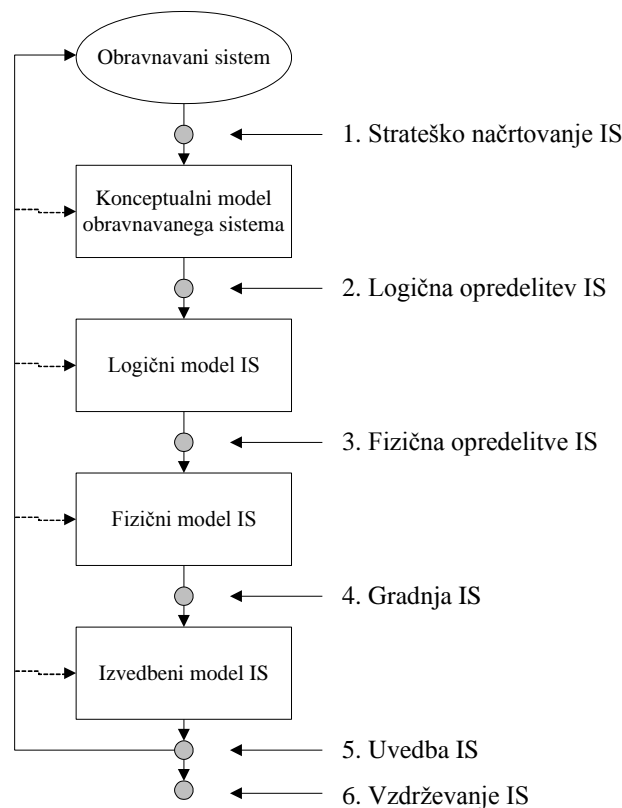 Obravnavani sistem
1. Strateško načrtovanje IS
Konceptualni model
obravnavanega sistema
2. Logična opredelitev IS
Logični model IS
3. Fizična opredelitve IS
Fizični model IS
4. Gradnja IS
Izvedbeni model IS
5. Uvedba IS
6. Vzdrževanje IS